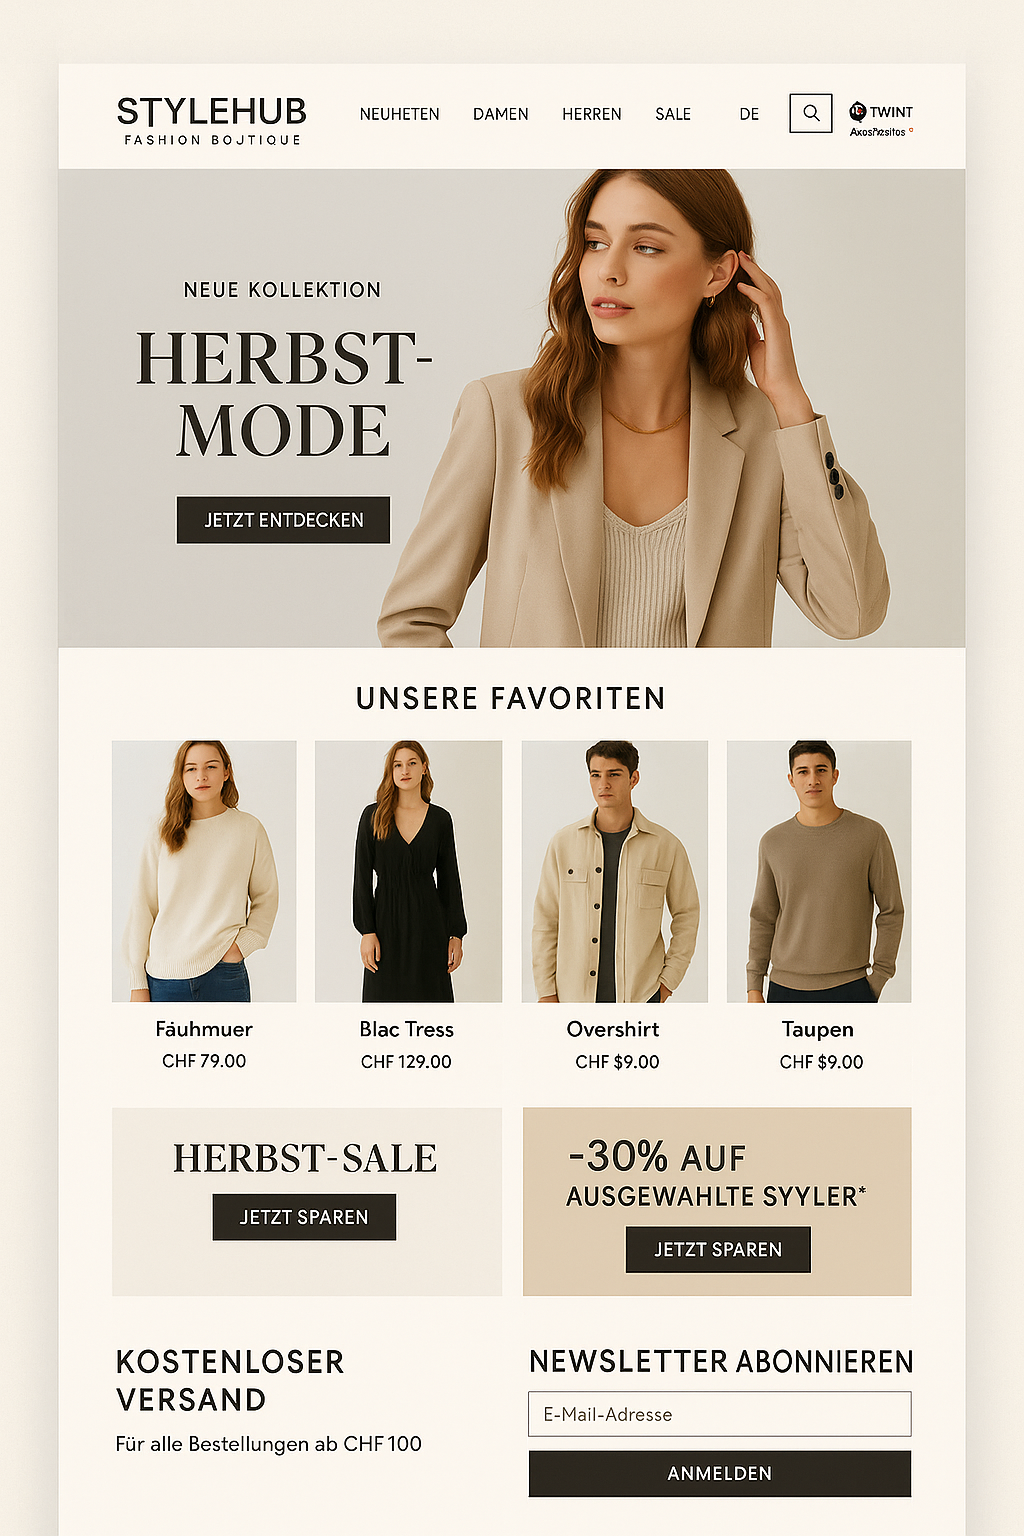 STYLEHUB
FASHION BOJTIQUE
NEUHETEN DAMEN HERREN SALE DE
TWINT
NEUE KOLLEKTION
HERBST-
MODE
JETZT ENTDECKEN
UNSERE FAVORITEN
Fäuhmuer
CHF 79.00
Blac Tress
CHF 129.00
Overshirt
CHF $9.00
Taupen
CHF $9.00
HERBST-SALE
JETZT SPAREN
-30% AUF
AUSGEWAHLTE SYYLER*
JETZT SPAREN
KOSTENLOSER
VERSAND
Für alle Bestellungen ab CHF 100
NEWSLETTER ABONNIEREN
E-Mail-Adresse
ANMELDEN